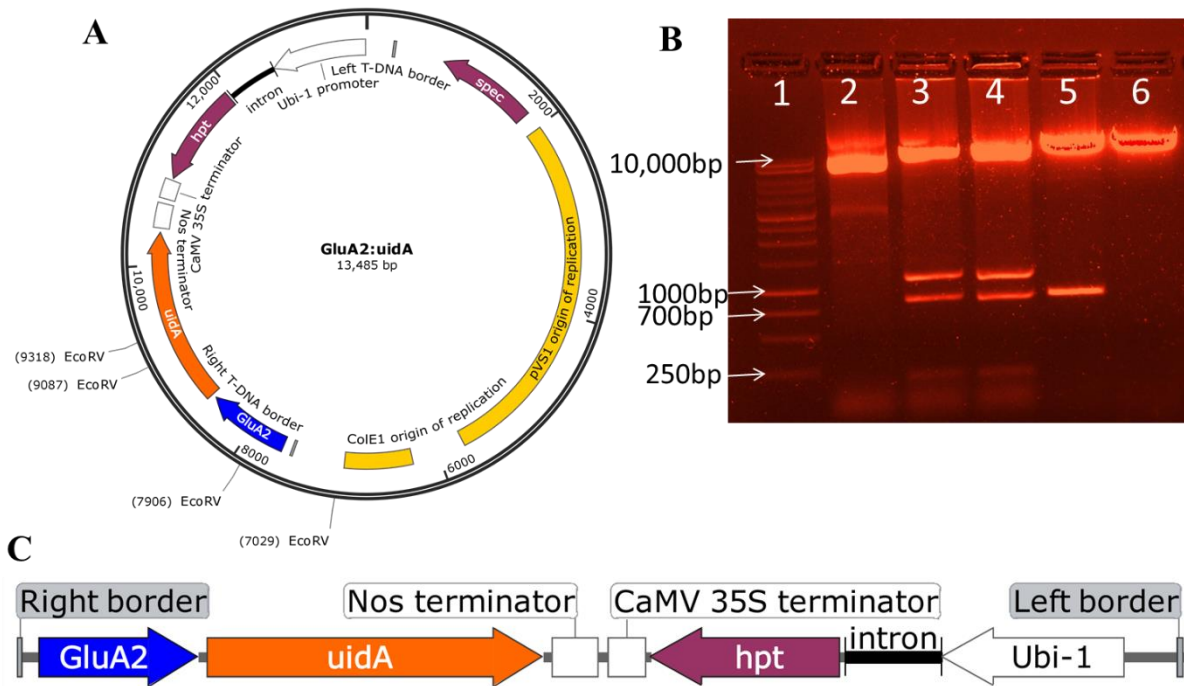 A
Left T-DNA border
Ubi-1 promoter
intron
hpt
CaMV 35S terminator
Nos terminator
uidA
Right T-DNA border
GluA2
ColE1 origin of replication
pVS1 origin of replication
spec
2000
4000
6000
8000
10,000
12,000
GluA2:uidA
13,485 bp
(9318) EcoRV
(9087) EcoRV
(7906) EcoRV
(7029) EcoRV
B
1 2 3 4 5 6
10,000bp
1000bp
700bp
250bp
C
Right border Nos terminator CaMV 35S terminator Left border
GluA2 uidA hpt intron Ubi-1